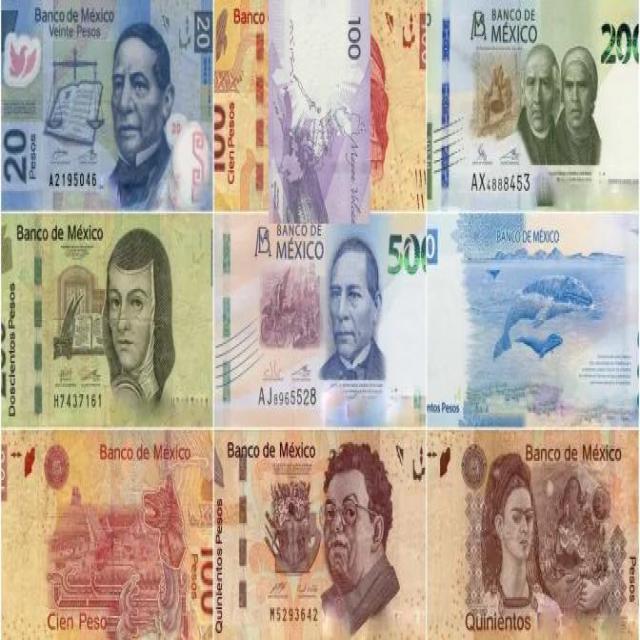 Banco de México
Veinte Pesos
20
20
Pesos
20
A2195046
Banco
100
Cien Pesos
100
BANCO DE
MÉXICO
200
AX4888453
Banco de México
Doscientos Pesos
H7437161
BANCO DE
MÉXICO
500
AJ8965528
BANCO DE MÉXICO
ntos Pesos
Banco de México
Cien Peso
100
Pesos
Banco de México
Quinientos Pesos
M5293642
Banco de México
Quinientos
Pesos